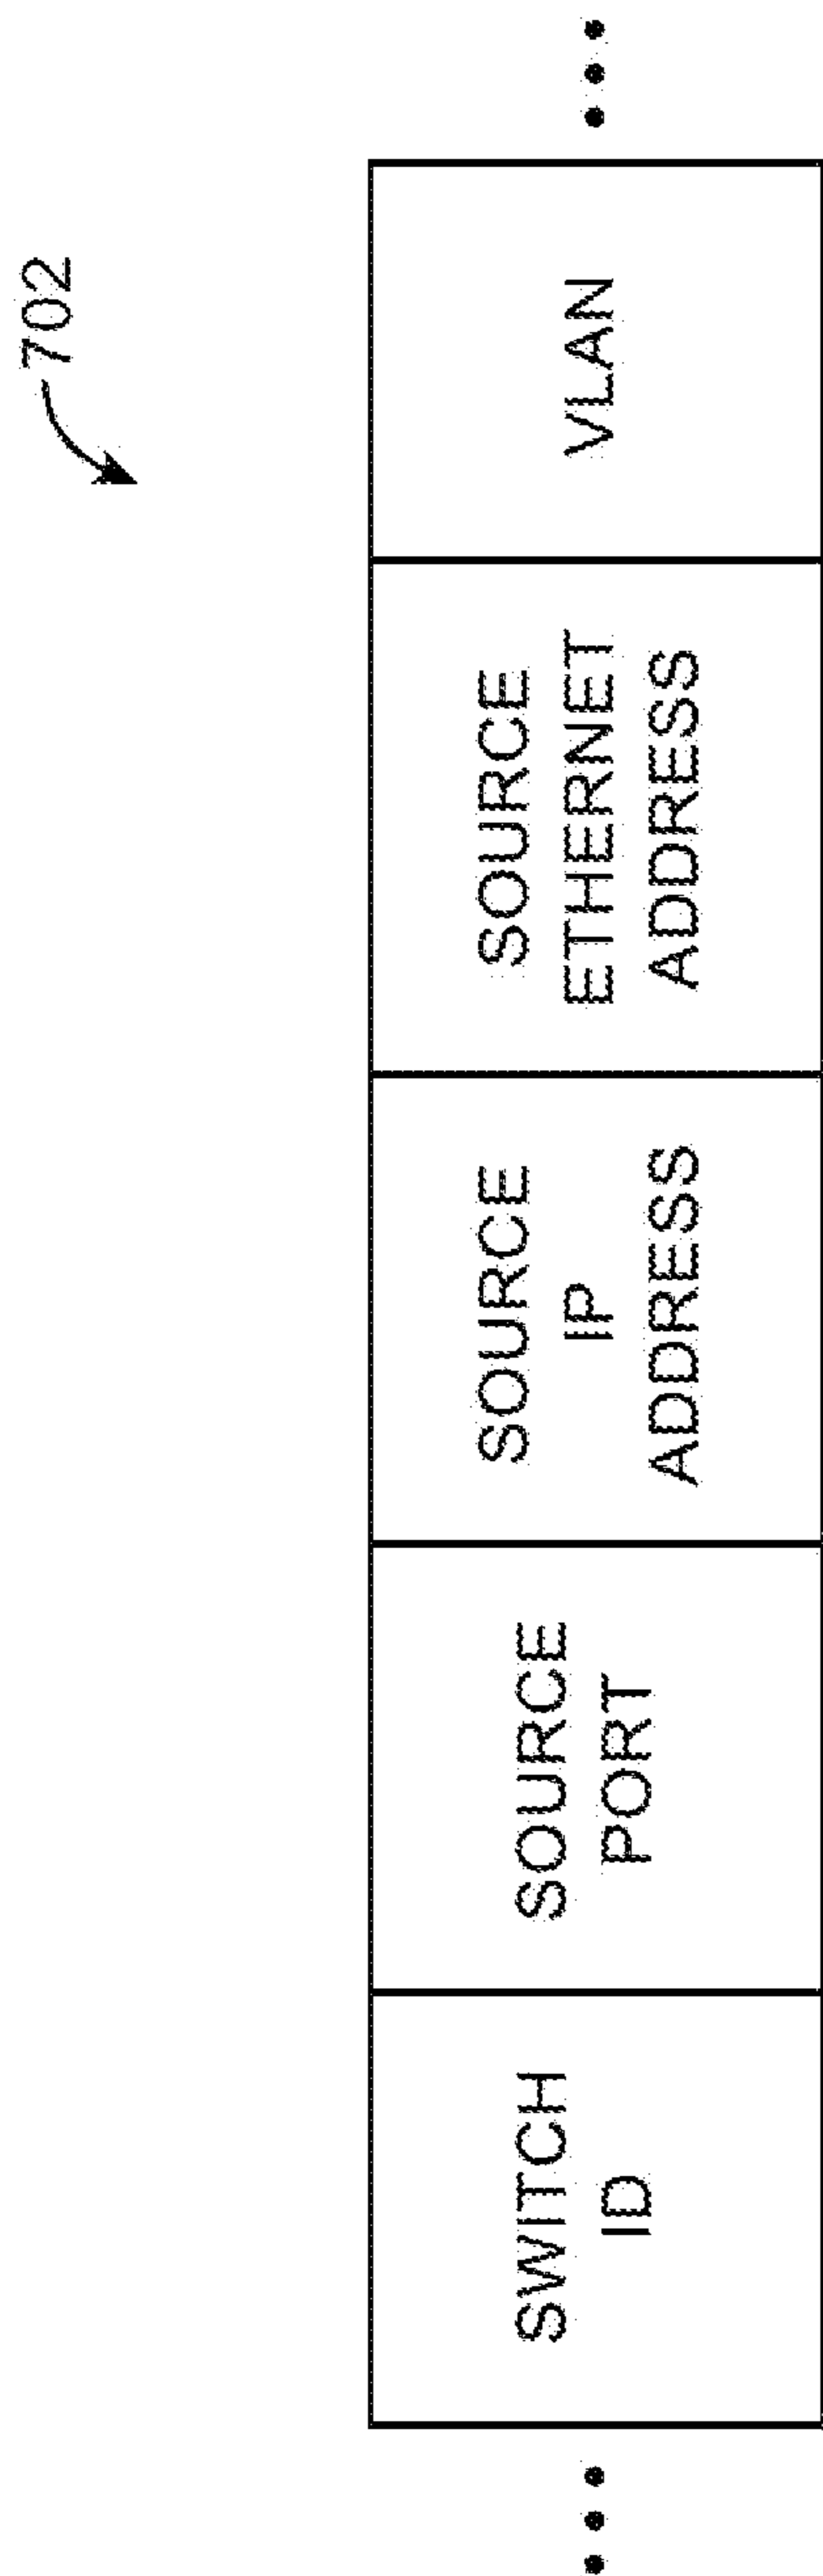 702
SWITCH
ID
SOURCE
PORT
SOURCE
IP
ADDRESS
SOURCE
ETHERNET
ADDRESS
VLAN